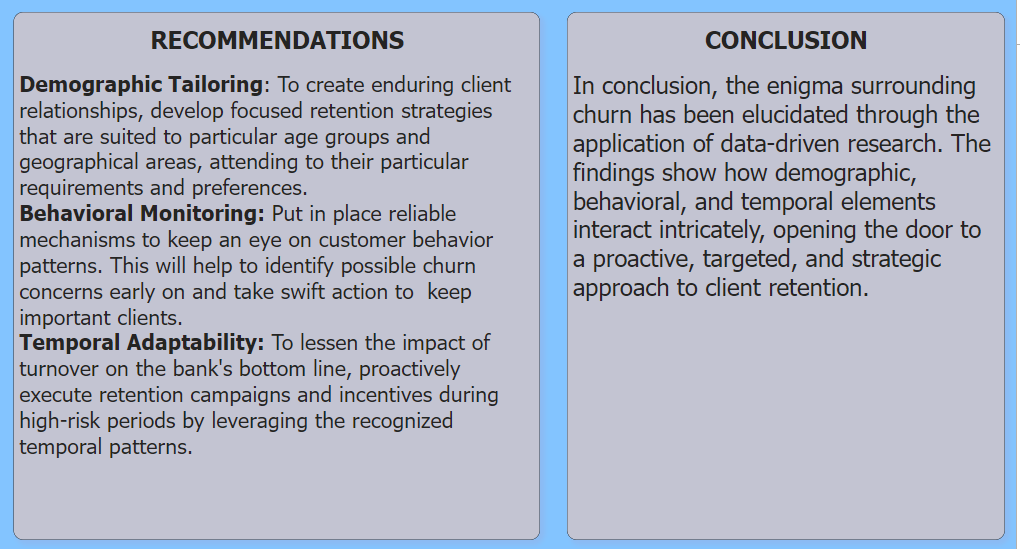 RECOMMENDATIONS
Demographic Tailoring: To create enduring client
relationships, develop focused retention strategies
that are suited to particular age groups and
geographical areas, attending to their particular
requirements and preferences.
Behavioral Monitoring: Put in place reliable
mechanisms to keep an eye on customer behavior
patterns. This will help to identify possible churn
concerns early on and take swift action to  keep
important clients.
Temporal Adaptability: To lessen the impact of
turnover on the bank's bottom line, proactively
execute retention campaigns and incentives during
high-risk periods by leveraging the recognized
temporal patterns.
CONCLUSION
In conclusion, the enigma surrounding
churn has been elucidated through the
application of data-driven research. The
findings show how demographic,
behavioral, and temporal elements
interact intricately, opening the door to
a proactive, targeted, and strategic
approach to client retention.